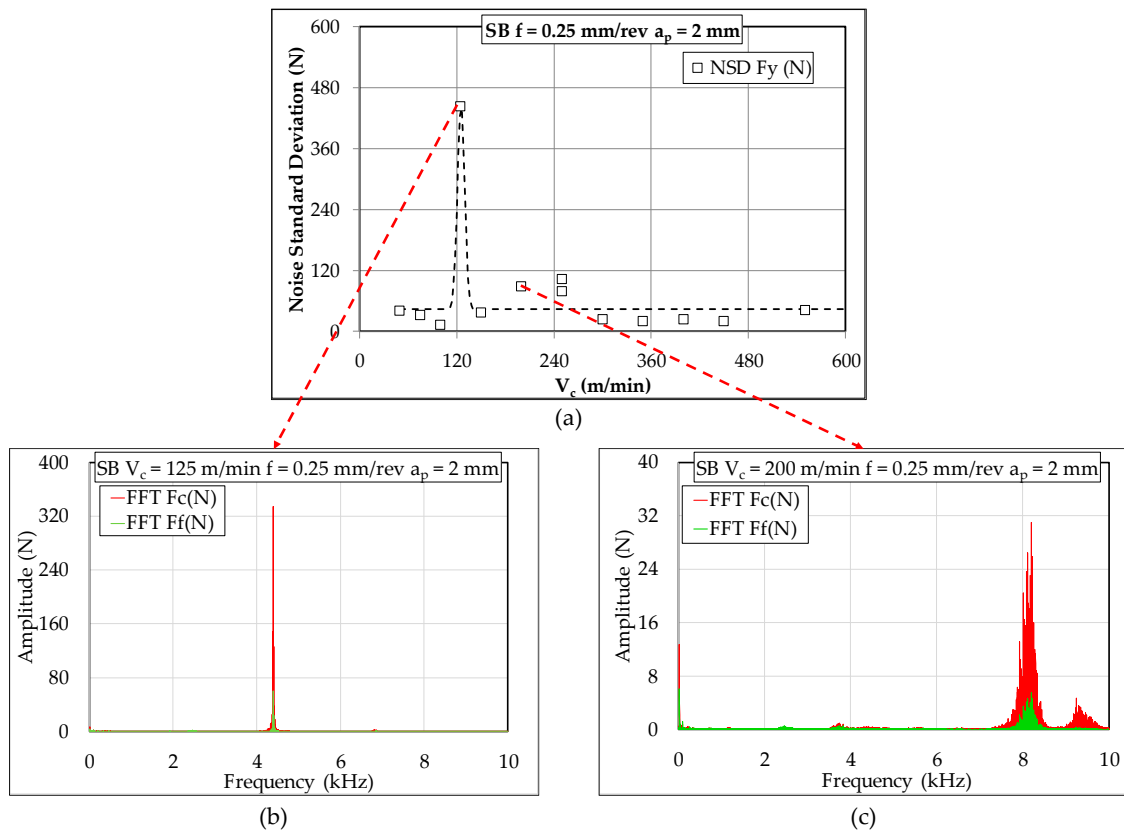 SB f = 0.25 mm/rev aₚ = 2 mm
NSD Fy (N)
Noise Standard Deviation (N)
600
480
360
240
120
0
0 120 240 360 480 600
V_c (m/min)
(a)
SB V_c = 125 m/min f = 0.25 mm/rev aₚ = 2 mm
FFT Fc(N)
FFT Ff(N)
Amplitude (N)
400
320
240
160
80
0
0 2 4 6 8 10
Frequency (kHz)
(b)
SB V_c = 200 m/min f = 0.25 mm/rev aₚ = 2 mm
FFT Fc(N)
FFT Ff(N)
Amplitude (N)
40
32
24
16
8
0
0 2 4 6 8 10
Frequency (kHz)
(c)